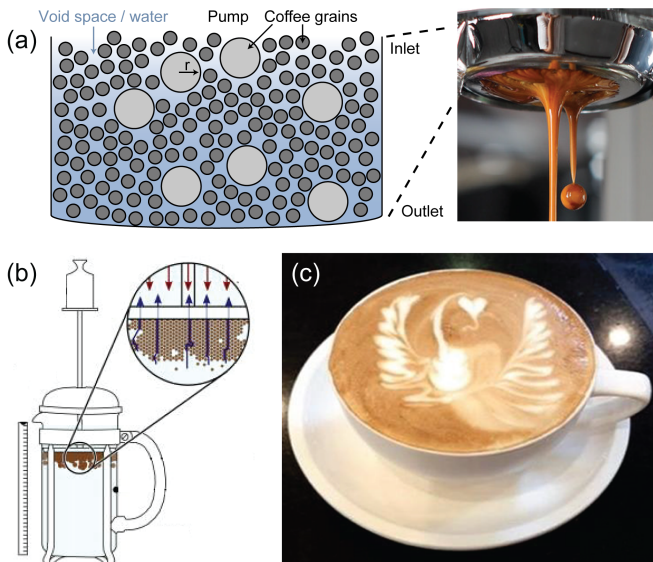 Void space / water
Pump
Coffee grains
(a)
Inlet
r
Outlet
(b)
(c)